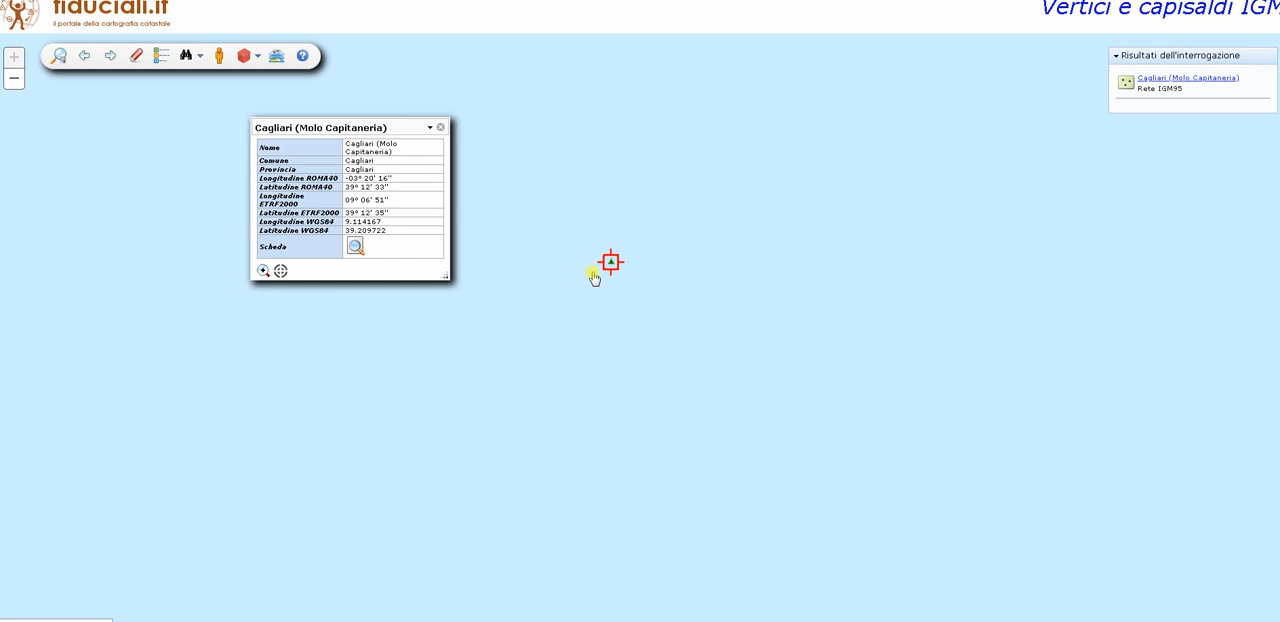 fiduciali.it
il portale della cartografia catastale
Vertici e capisaldi IGM
Risultati dell'interrogazione
Cagliari (Molo Capitaneria)
Rete IGM95
Cagliari (Molo Capitaneria)
Nome Cagliari (Molo
Capitaneria)
Comune Cagliari
Provincia Cagliari
Longitudine ROMA40 -03° 20' 16''
Latitudine ROMA40 39° 12' 33''
Longitudine
ETRF2000 09° 06' 51''
Latitudine ETRF2000 39° 12' 35''
Longitudine WGS84 9.114167
Latitudine WGS84 39.209722
Scheda